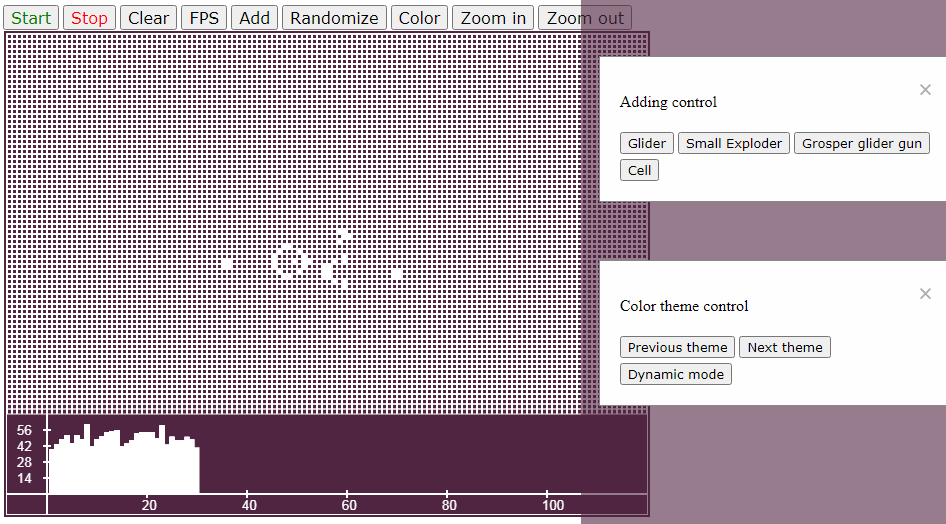 Start Stop Clear FPS Add Randomize Color Zoom in Zoom out
×
Adding control
Glider Small Exploder Grosper glider gun
Cell
×
Color theme control
Previous theme Next theme
Dynamic mode
56
42
28
14
20 40 60 80 100